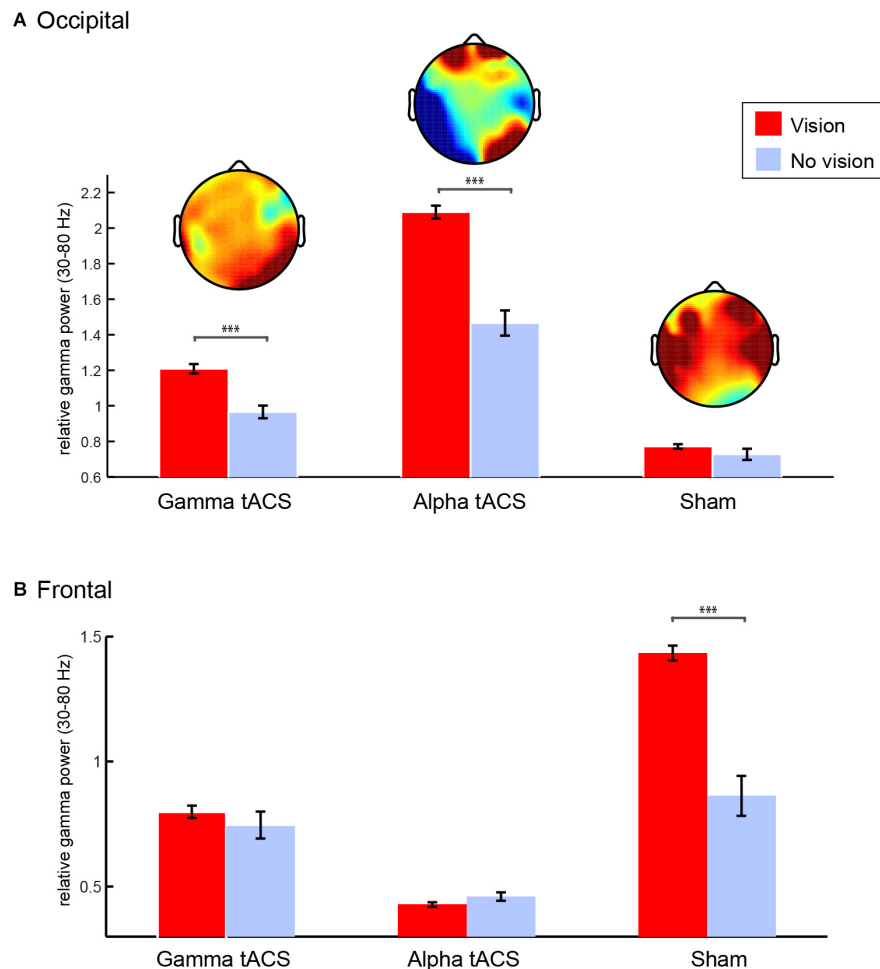 A Occipital
Vision
No vision
***
***
relative gamma power (30-80 Hz)
2.2
2
1.8
1.6
1.4
1.2
1
0.8
0.6
Gamma tACS Alpha tACS Sham
B Frontal
***
relative gamma power (30-80 Hz)
1.5
1
0.5
Gamma tACS Alpha tACS Sham